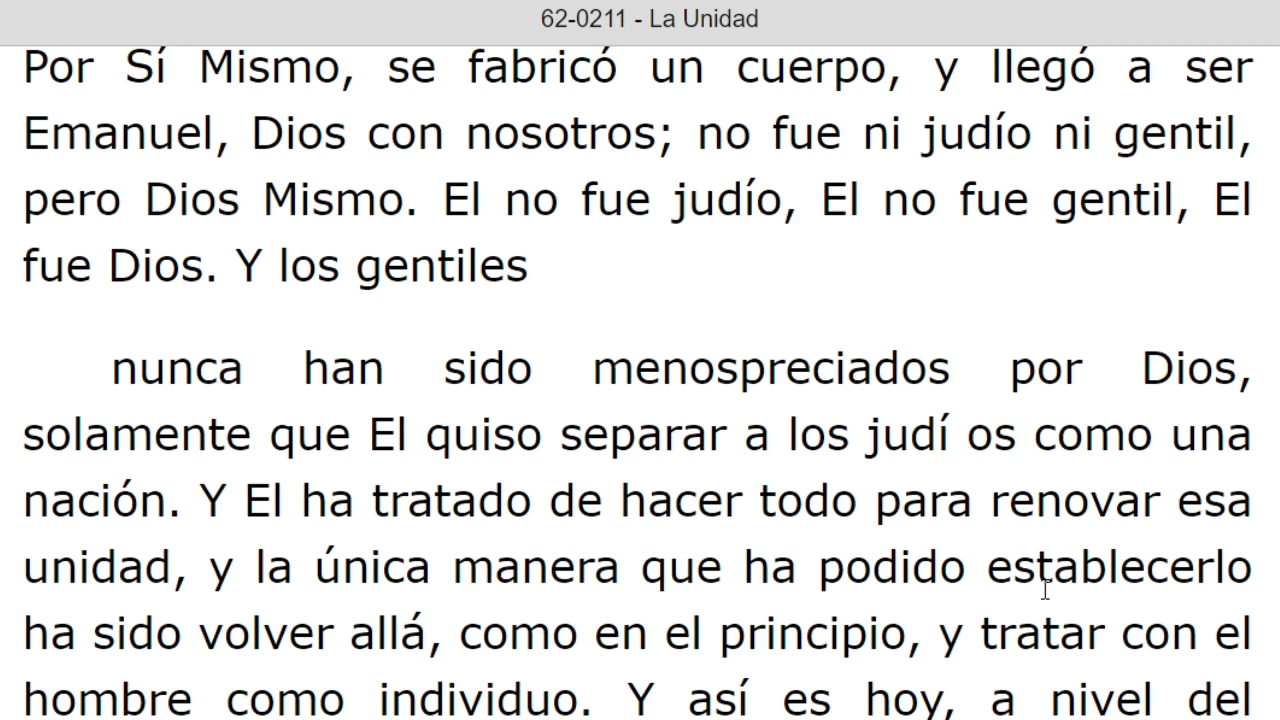 62-0211 - La Unidad
Por Sí Mismo, se fabricó un cuerpo, y llegó a ser
Emanuel, Dios con nosotros; no fue ni judío ni gentil,
pero Dios Mismo. El no fue judío, El no fue gentil, El
fue Dios. Y los gentiles
nunca han sido menospreciados por Dios,
solamente que El quiso separar a los judí os como una
nación. Y El ha tratado de hacer todo para renovar esa
unidad, y la única manera que ha podido establecerlo
ha sido volver allá, como en el principio, y tratar con el
hombre como individuo. Y así es hoy, a nivel del